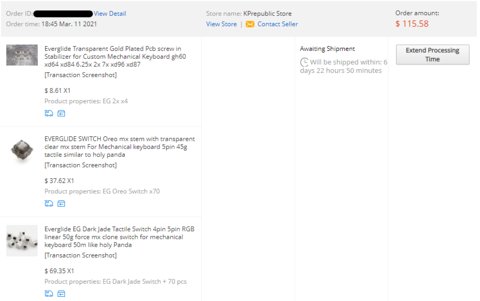 Order ID: View Detail
Order time: 18:45 Mar. 11 2021
Store name: KPrepublic Store
View Store | Contact Seller
Order amount:
$ 115.58
Everglide Transparent Gold Plated Pcb screw in
Stabilizer for Custom Mechanical Keyboard gh60
xd64 xd84 6.25x 2x 7x xd96 xd87
[Transaction Screenshot]
$ 8.61 X1
Product properties: EG 2x x4
Awaiting Shipment
Will be shipped within: 6
days 22 hours 50 minutes
Extend Processing
Time
EVERGLIDE SWITCH Oreo mx stem with transparent
clear mx stem For Mechanical keyboard 5pin 45g
tactile similar to holy panda
[Transaction Screenshot]
$ 37.62 X1
Product properties: EG Oreo Switch x70
Everglide EG Dark Jade Tactile Switch 4pin 5pin RGB
linear 50g force mx clone switch for mechanical
keyboard 50m like holy Panda
[Transaction Screenshot]
$ 69.35 X1
Product properties: EG Dark Jade Switch + 70 pcs